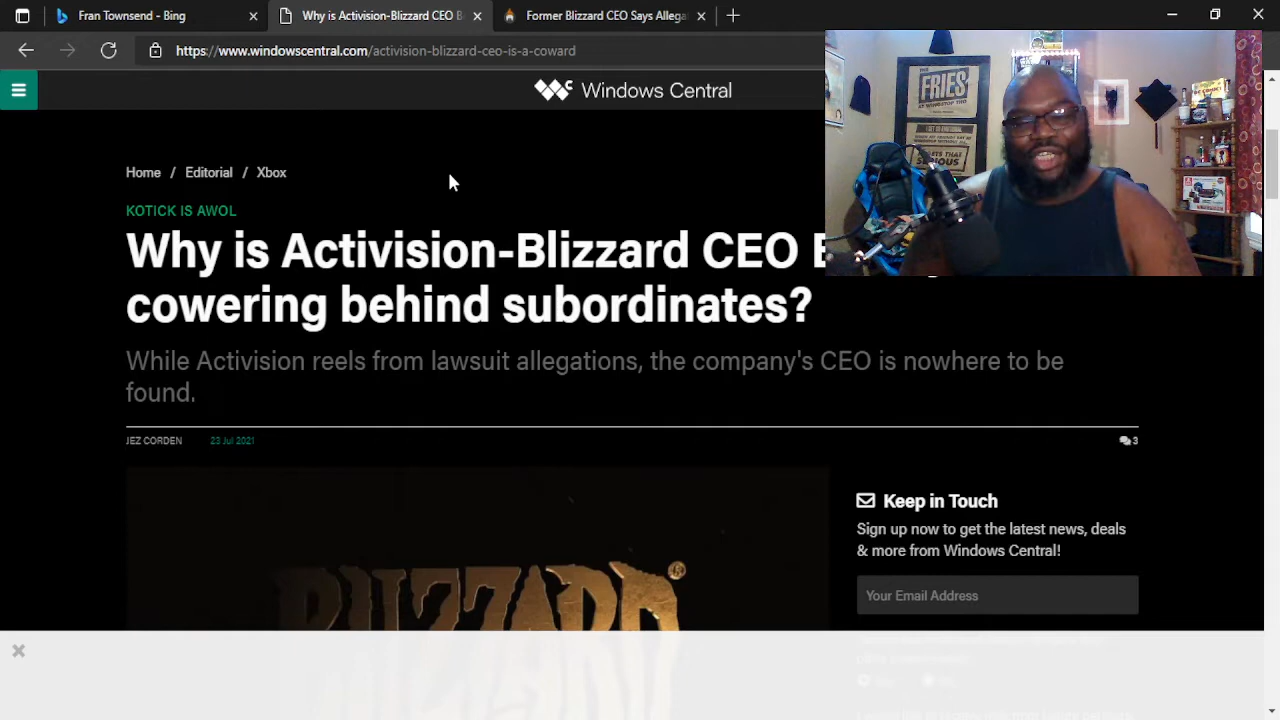 Fran Townsend - Bing
Why is Activision-Blizzard CEO B
Former Blizzard CEO Says Allega
https://www.windowscentral.com/activision-blizzard-ceo-is-a-coward
Windows Central
FRIES
SERIOUS
Home / Editorial / Xbox
KOTICK IS AWOL
Why is Activision-Blizzard CEO
cowering behind subordinates?
While Activision reels from lawsuit allegations, the company's CEO is nowhere to be
found.
JEZ CORDEN 23 Jul 2021
3
Keep in Touch
Sign up now to get the latest news, deals
& more from Windows Central!
Your Email Address
BLIZZARD